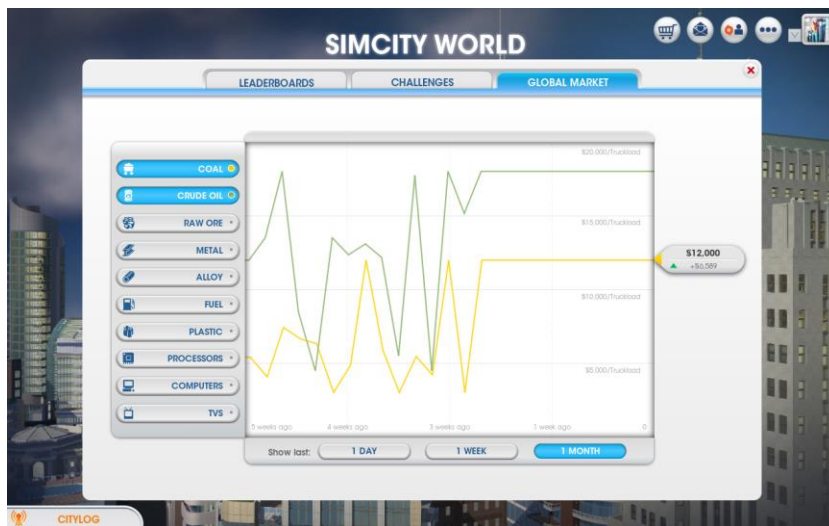 SIMCITY WORLD
LEADERBOARDS
CHALLENGES
GLOBAL MARKET
COAL
CRUDE OIL
RAW ORE
METAL
ALLOY
FUEL
PLASTIC
PROCESSORS
COMPUTERS
TVS
$20,000/Truckload
$15,000/Truckload
$10,000/Truckload
$5,000/Truckload
$12,000
+$6,589
5 weeks ago
4 weeks ago
3 weeks ago
1 week ago
0
Show last:
1 DAY
1 WEEK
1 MONTH
CITYLOG